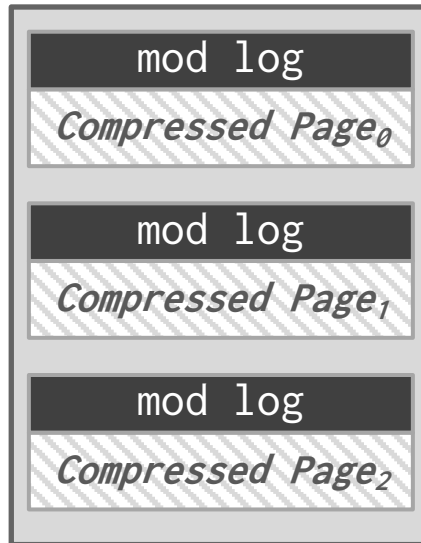 mod log
Compressed Page₀
mod log
Compressed Page₁
mod log
Compressed Page₂